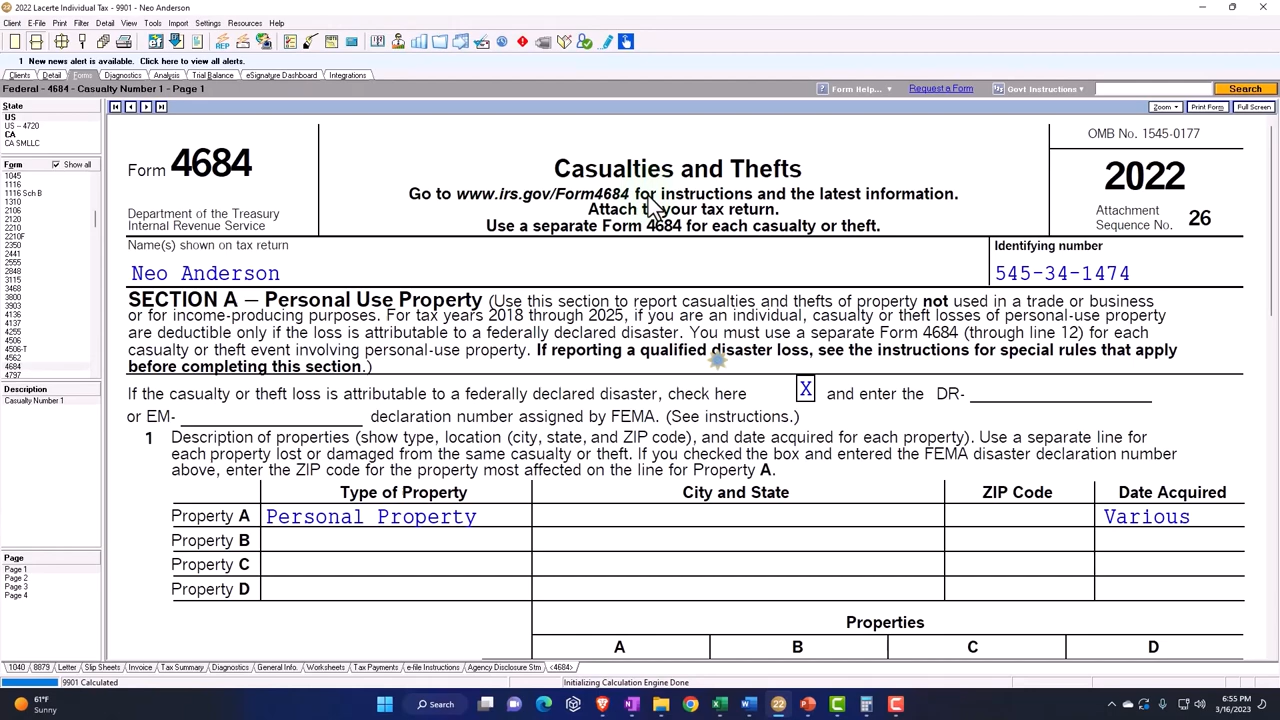 2022 Lacerte Individual Tax - 9901 - Neo Anderson
Client E-File Print Filter Detail View Tools Import Settings Resources Help
1 New news alert is available. Click here to view all alerts.
Clients Detail Forms Diagnostics Analysis Trial Balance eSignature Dashboard Integrations
Federal - 4684 - Casualty Number 1 - Page 1 Form Help... Request a Form Govt Instructions Search
Zoom Print Form Full Screen
State
US
US - 4720
CA
CA SMLLC
Form Show all
1045
1116
1116 Sch B
1310
2106
2120
2210
2210F
2350
2441
2555
2848
3115
3468
3800
3903
4136
4137
4255
4506
4506-T
4562
4684
4797
Description
Casualty Number 1
Page
Page 1
Page 2
Page 3
Page 4
Form 4684
Department of the Treasury
Internal Revenue Service
Casualties and Thefts
Go to www.irs.gov/Form4684 for instructions and the latest information.
Attach to your tax return.
Use a separate Form 4684 for each casualty or theft.
OMB No. 1545-0177
2022
Attachment
Sequence No. 26
Name(s) shown on tax return
Neo Anderson
Identifying number
545-34-1474
SECTION A – Personal Use Property (Use this section to report casualties and thefts of property not used in a trade or business
or for income-producing purposes. For tax years 2018 through 2025, if you are an individual, casualty or theft losses of personal-use property
are deductible only if the loss is attributable to a federally declared disaster. You must use a separate Form 4684 (through line 12) for each
casualty or theft event involving personal-use property. If reporting a qualified disaster loss, see the instructions for special rules that apply
before completing this section.)
If the casualty or theft loss is attributable to a federally declared disaster, check here X and enter the DR-
or EM- declaration number assigned by FEMA. (See instructions.)
1 Description of properties (show type, location (city, state, and ZIP code), and date acquired for each property). Use a separate line for
each property lost or damaged from the same casualty or theft. If you checked the box and entered the FEMA disaster declaration number
above, enter the ZIP code for the property most affected on the line for Property A.
Type of Property City and State ZIP Code Date Acquired
Property A Personal Property Various
Property B
Property C
Property D
Properties
A B C D
1040 8879 Letter Slip Sheets Invoice Tax Summary Diagnostics General Info. Worksheets Tax Payments e-file Instructions Agency Disclosure Stm <4684>
9901 Calculated Initializing Calculation Engine Done
61°F
Sunny
Search
6:55 PM
3/16/2023